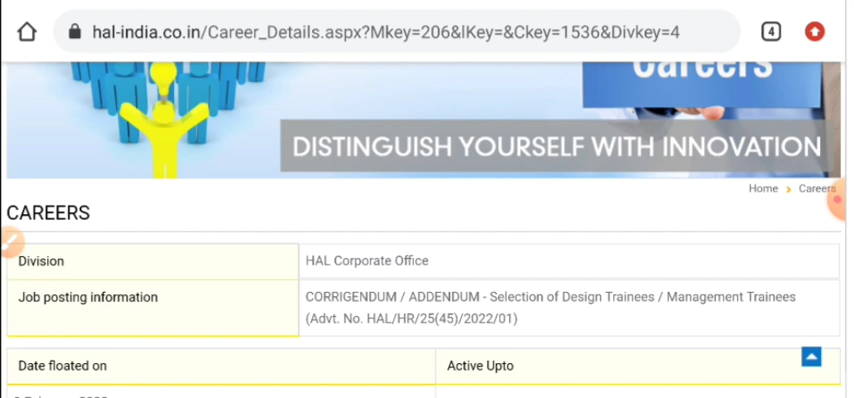 hal-india.co.in/Career_Details.aspx?Mkey=206&lKey=&Ckey=1536&Divkey=4
4
Careers
DISTINGUISH YOURSELF WITH INNOVATION
Home > Careers
CAREERS
Division HAL Corporate Office
Job posting information CORRIGENDUM / ADDENDUM - Selection of Design Trainees / Management Trainees
(Advt. No. HAL/HR/25(45)/2022/01)
Date floated on Active Upto